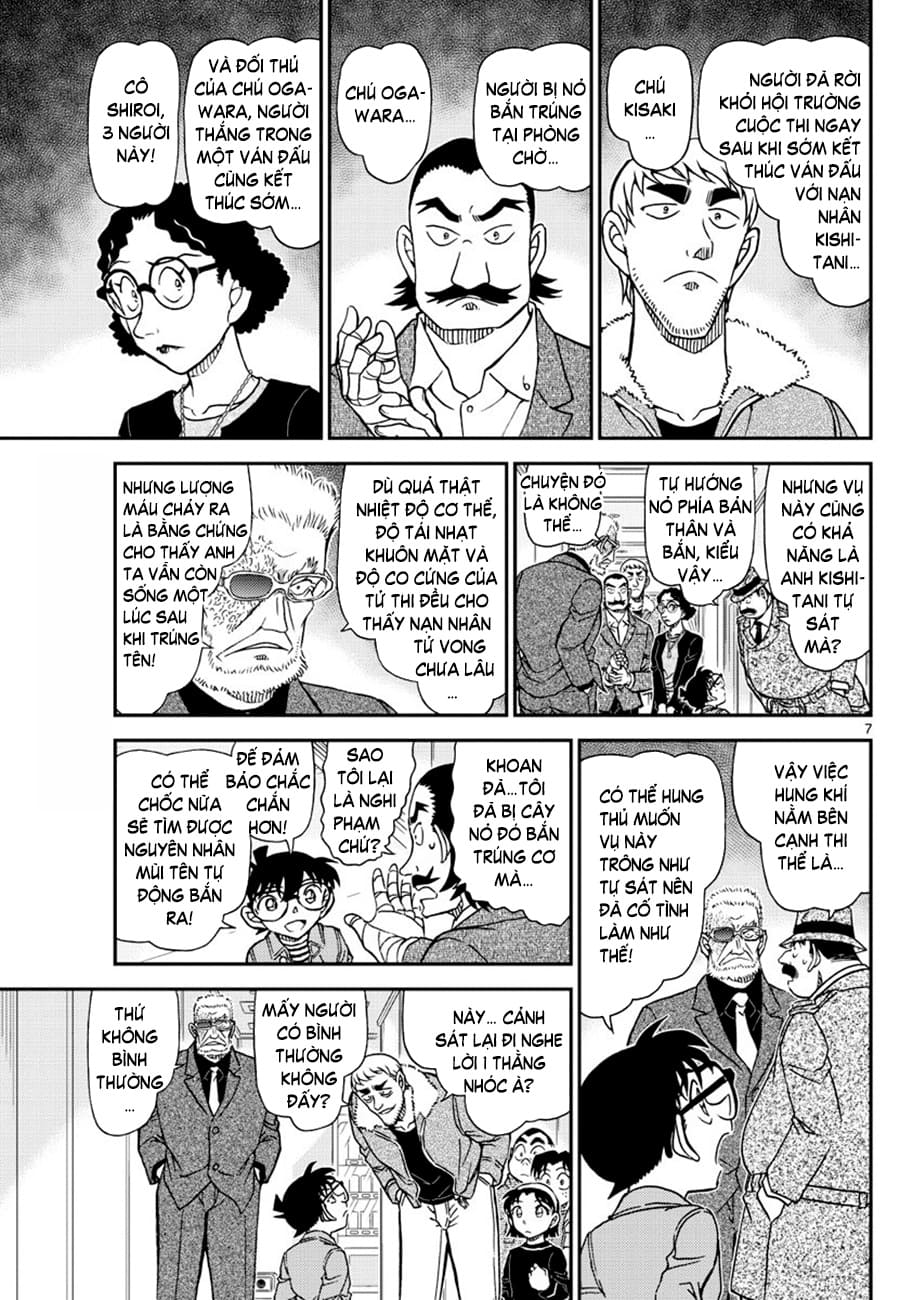 NGƯỜI ĐÃ RỜI
KHỎI HỘI TRƯỜNG
CUỘC THI NGAY
SAU KHI SỚM KẾT
THÚC VÁN ĐẤU
VỚI NẠN
NHÂN
KISHI-
TANI...
CHÚ
KISAKI
...
NGƯỜI BỊ NÓ
BẮN TRÚNG
TẠI PHÒNG
CHỜ...
CHÚ OGA-
WARA...
VÀ ĐỐI THỦ
CỦA CHÚ OGA-
WARA, NGƯỜI
THẮNG TRONG
MỘT VÁN ĐẤU
CŨNG KẾT
THÚC SỚM...
CÔ
SHIROI,
3 NGƯỜI
NÀY!
NHƯNG VỤ
NÀY CŨNG
CÓ KHẢ
NĂNG LÀ
ANH KISHI-
TANI TỰ
SÁT
MÀ?
TỰ HƯỚNG
NÓ PHÍA BẢN
THÂN VÀ
BẮN, KIỂU
VẬY...
CHUYỆN ĐÓ
LÀ KHÔNG
THỂ...
DÙ QUẢ THẬT
NHIỆT ĐỘ CƠ THỂ,
ĐỘ TÁI NHẠT
KHUÔN MẶT VÀ
ĐỘ CO CỨNG CỦA
TỬ THI ĐỀU CHO
THẤY NẠN NHÂN
TỬ VONG
CHƯA LÂU
...
NHƯNG LƯỢNG
MÁU CHẢY RA
LÀ BẰNG CHỨNG
CHO THẤY ANH
TA VẪN CÒN
SỐNG MỘT
LÚC SAU
KHI TRÚNG
TÊN!
7
VẬY VIỆC
HUNG KHÍ
NẰM BÊN
CẠNH THI
THỂ LÀ...
CÓ THỂ HUNG
THỦ MUỐN
VỤ NÀY
TRÔNG NHƯ
TỰ SÁT NÊN
ĐÃ CỐ TÌNH
LÀM NHƯ
THẾ!
KHOAN
ĐÃ...TÔI
ĐÃ BỊ CÂY
NỎ ĐÓ BẮN
TRÚNG CƠ
MÀ...
SAO
TÔI LẠI
LÀ NGHI
PHẠM
CHỨ?
ĐỂ ĐẢM
BẢO CHẮC
CHẮN
HƠN!
CÓ THỂ
CHỐC NỮA
SẼ TÌM ĐƯỢC
NGUYÊN NHÂN
MŨI TÊN TỰ
ĐỘNG BẮN
RA!
NÀY... CẢNH
SÁT LẠI ĐI NGHE
LỜI 1 THẰNG
NHÓC À?
MẤY NGƯỜI
CÓ BÌNH
THƯỜNG
KHÔNG
ĐẤY?
THỨ
KHÔNG
BÌNH
THƯỜNG
...